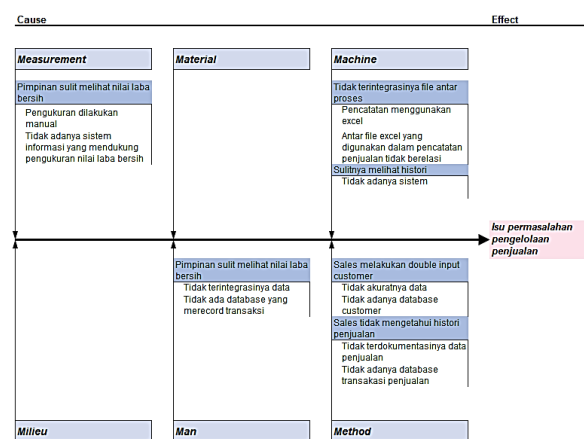 Cause
Effect
Measurement
Pimpinan sulit melihat nilai laba
bersih
Pengukuran dilakukan
manual
Tidak adanya sistem
informasi yang mendukung
pengukuran nilai laba bersih
Material
Machine
Tidak terintegrasinya file antar
proses
Pencatatan menggunakan
excel
Antar file excel yang
digunakan dalam pencatatan
penjualan tidak berelasi
Sulitnya melihat histori
Tidak adanya sistem
Isu permasalahan
pengelolaan
penjualan
Pimpinan sulit melihat nilai laba
bersih
Tidak terintegrasinya data
Tidak ada database yang
merecord transaksi
Sales melakukan double input
customer
Tidak akuratnya data
Tidak adanya database
customer
Sales tidak mengetahui histori
penjualan
Tidak terdokumentasinya data
penjualan
Tidak adanya database
transakasi penjualan
Milieu
Man
Method